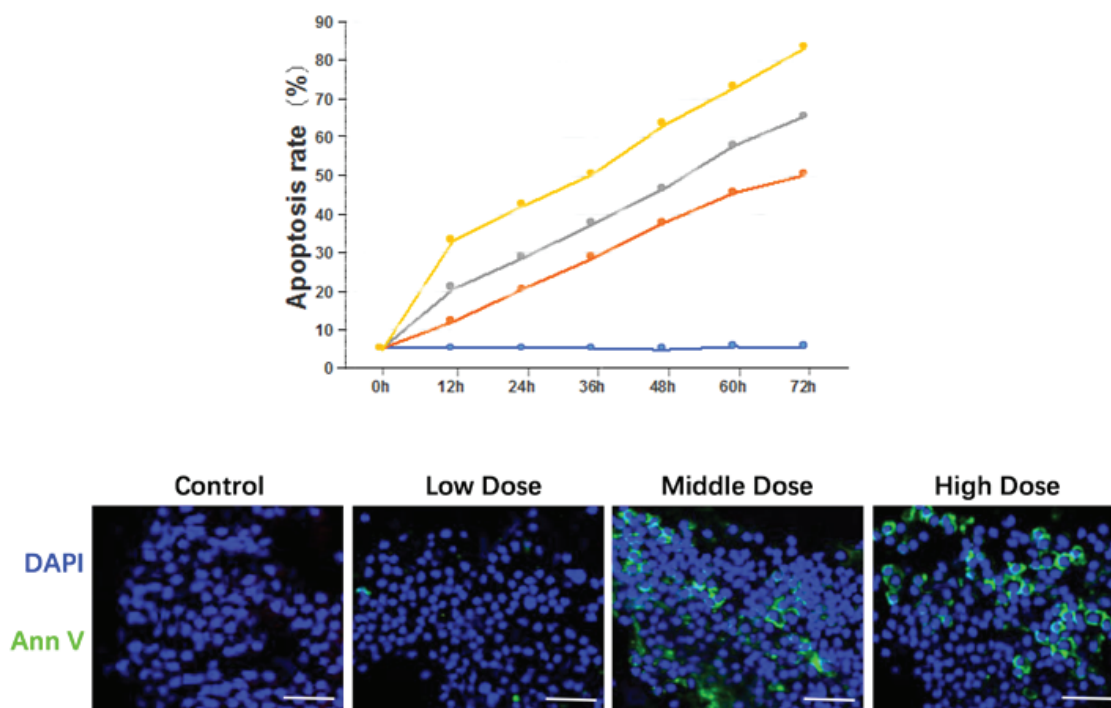 Apoptosis rate (%)
90
80
70
60
50
40
30
20
10
0
0h 12h 24h 36h 48h 60h 72h
Control Low Dose Middle Dose High Dose
DAPI
Ann V